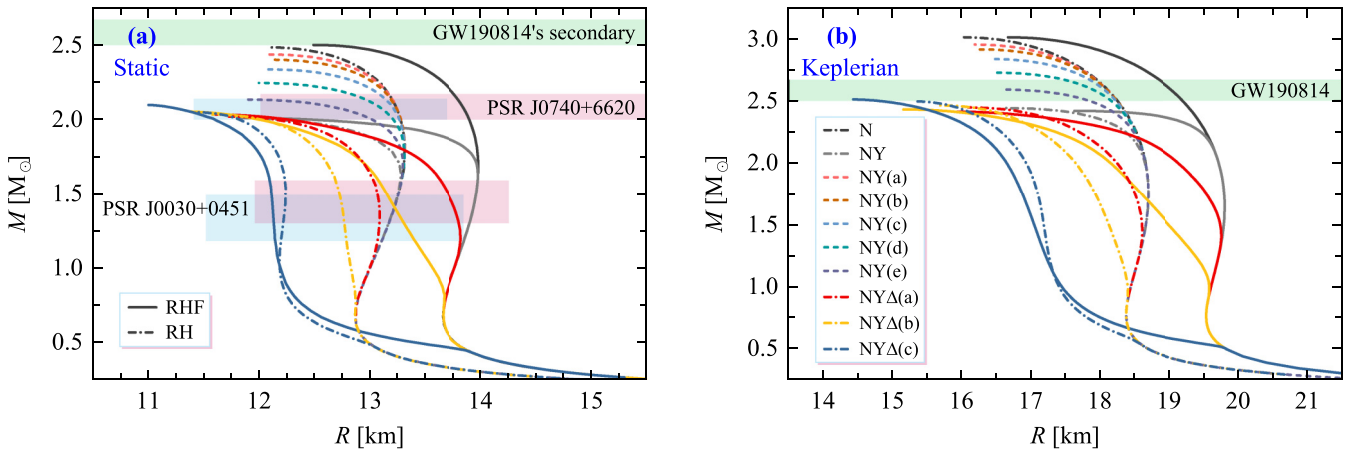 (a)
GW190814's secondary
Static
PSR J0740+6620
PSR J0030+0451
RHF
RH
2.5
2.0
1.5
1.0
0.5
M [M☉]
11 12 13 14 15
R [km]
(b)
Keplerian
GW190814
N
NY
NY(a)
NY(b)
NY(c)
NY(d)
NY(e)
NYΔ(a)
NYΔ(b)
NYΔ(c)
3.0
2.5
2.0
1.5
1.0
0.5
M [M☉]
14 15 16 17 18 19 20 21
R [km]